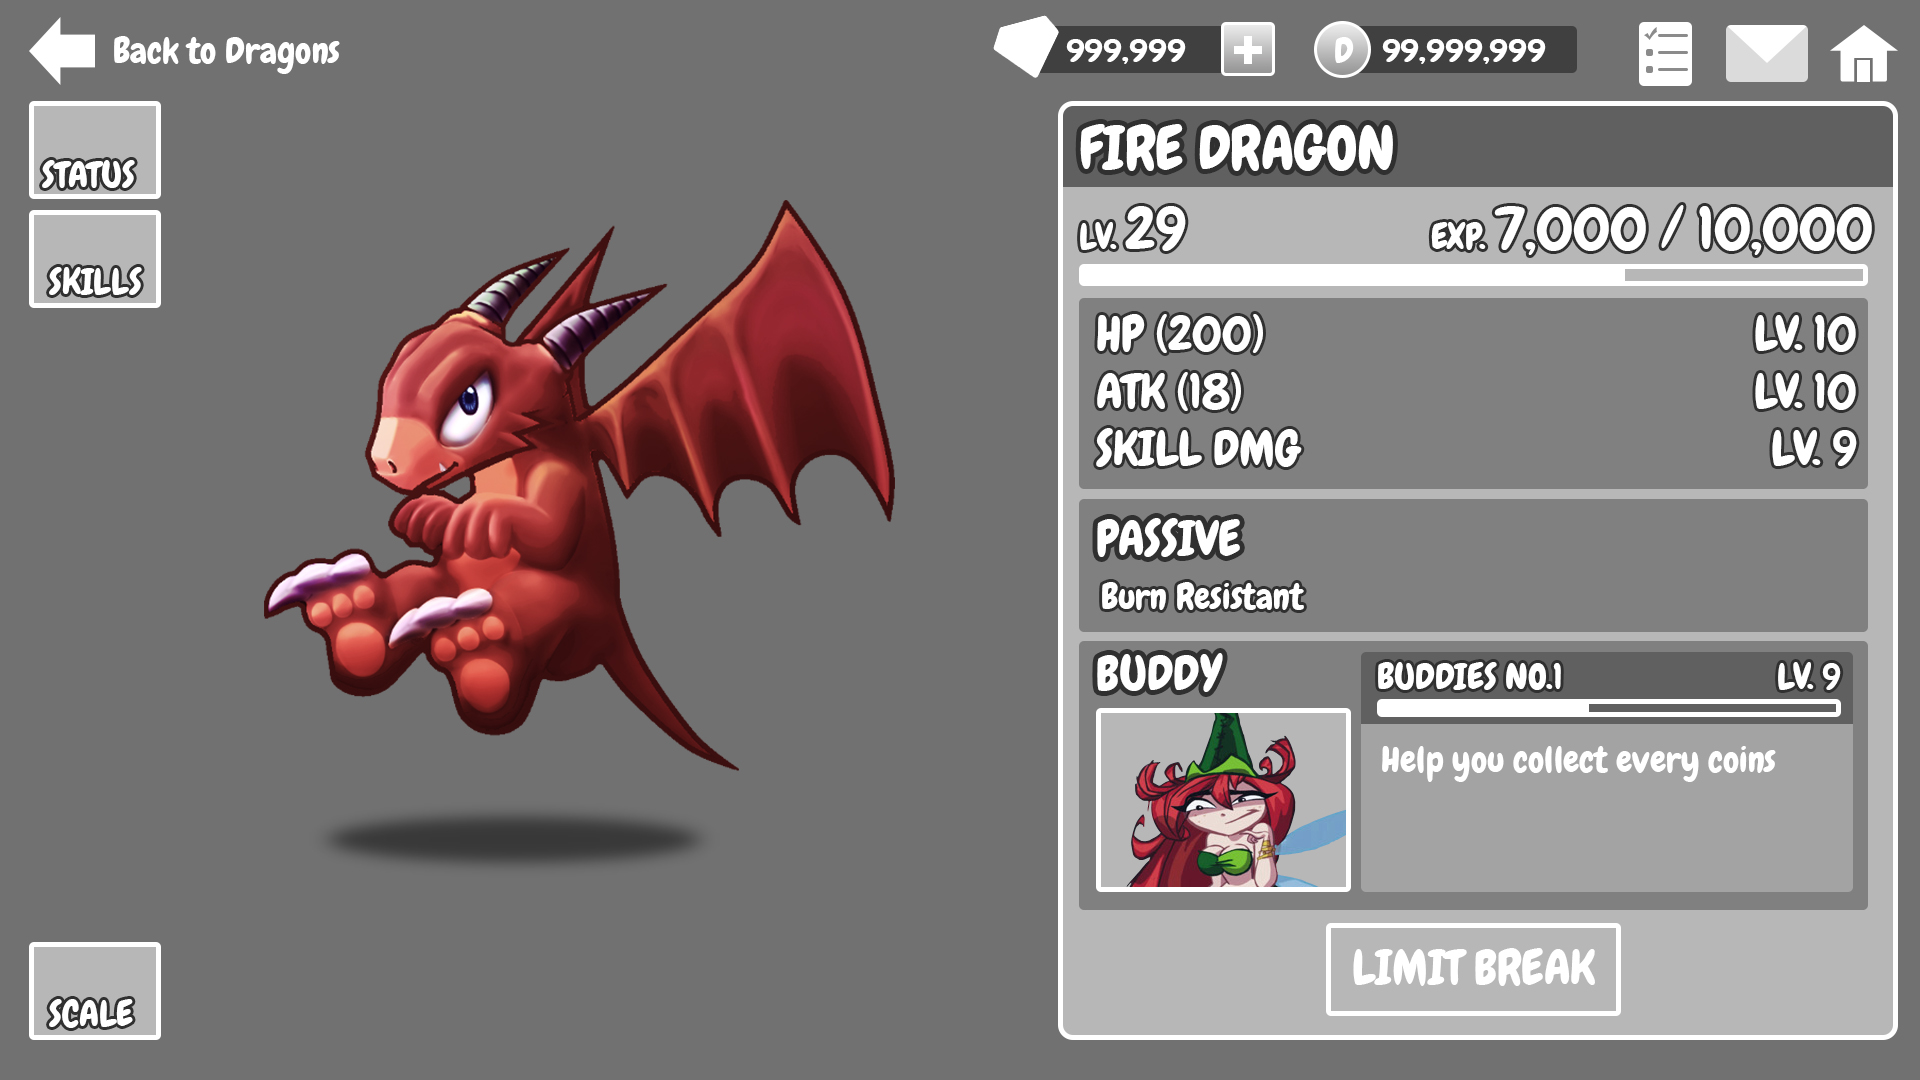 Back to Dragons
999,999
D 99,999,999
STATUS
SKILLS
SCALE
FIRE DRAGON
LV. 29 EXP. 7,000 / 10,000
HP (200) LV. 10
ATK (18) LV. 10
SKILL DMG LV. 9
PASSIVE
Burn Resistant
BUDDY
BUDDIES NO.1 LV. 9
Help you collect every coins
LIMIT BREAK